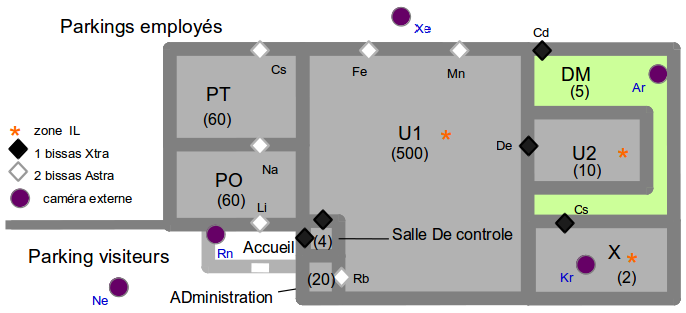 Parkings employés
Xe
Cd
Cs
Fe
Mn
DM
(5)
Ar
PT
(60)
zone IL
1 bissas Xtra
2 bissas Astra
caméra externe
U1
(500)
De
U2
(10)
Na
PO
(60)
Li
Cs
Rn
Accueil
(4)
Salle De controle
X
(2)
Kr
Parking visiteurs
Ne
(20)
Rb
ADministration